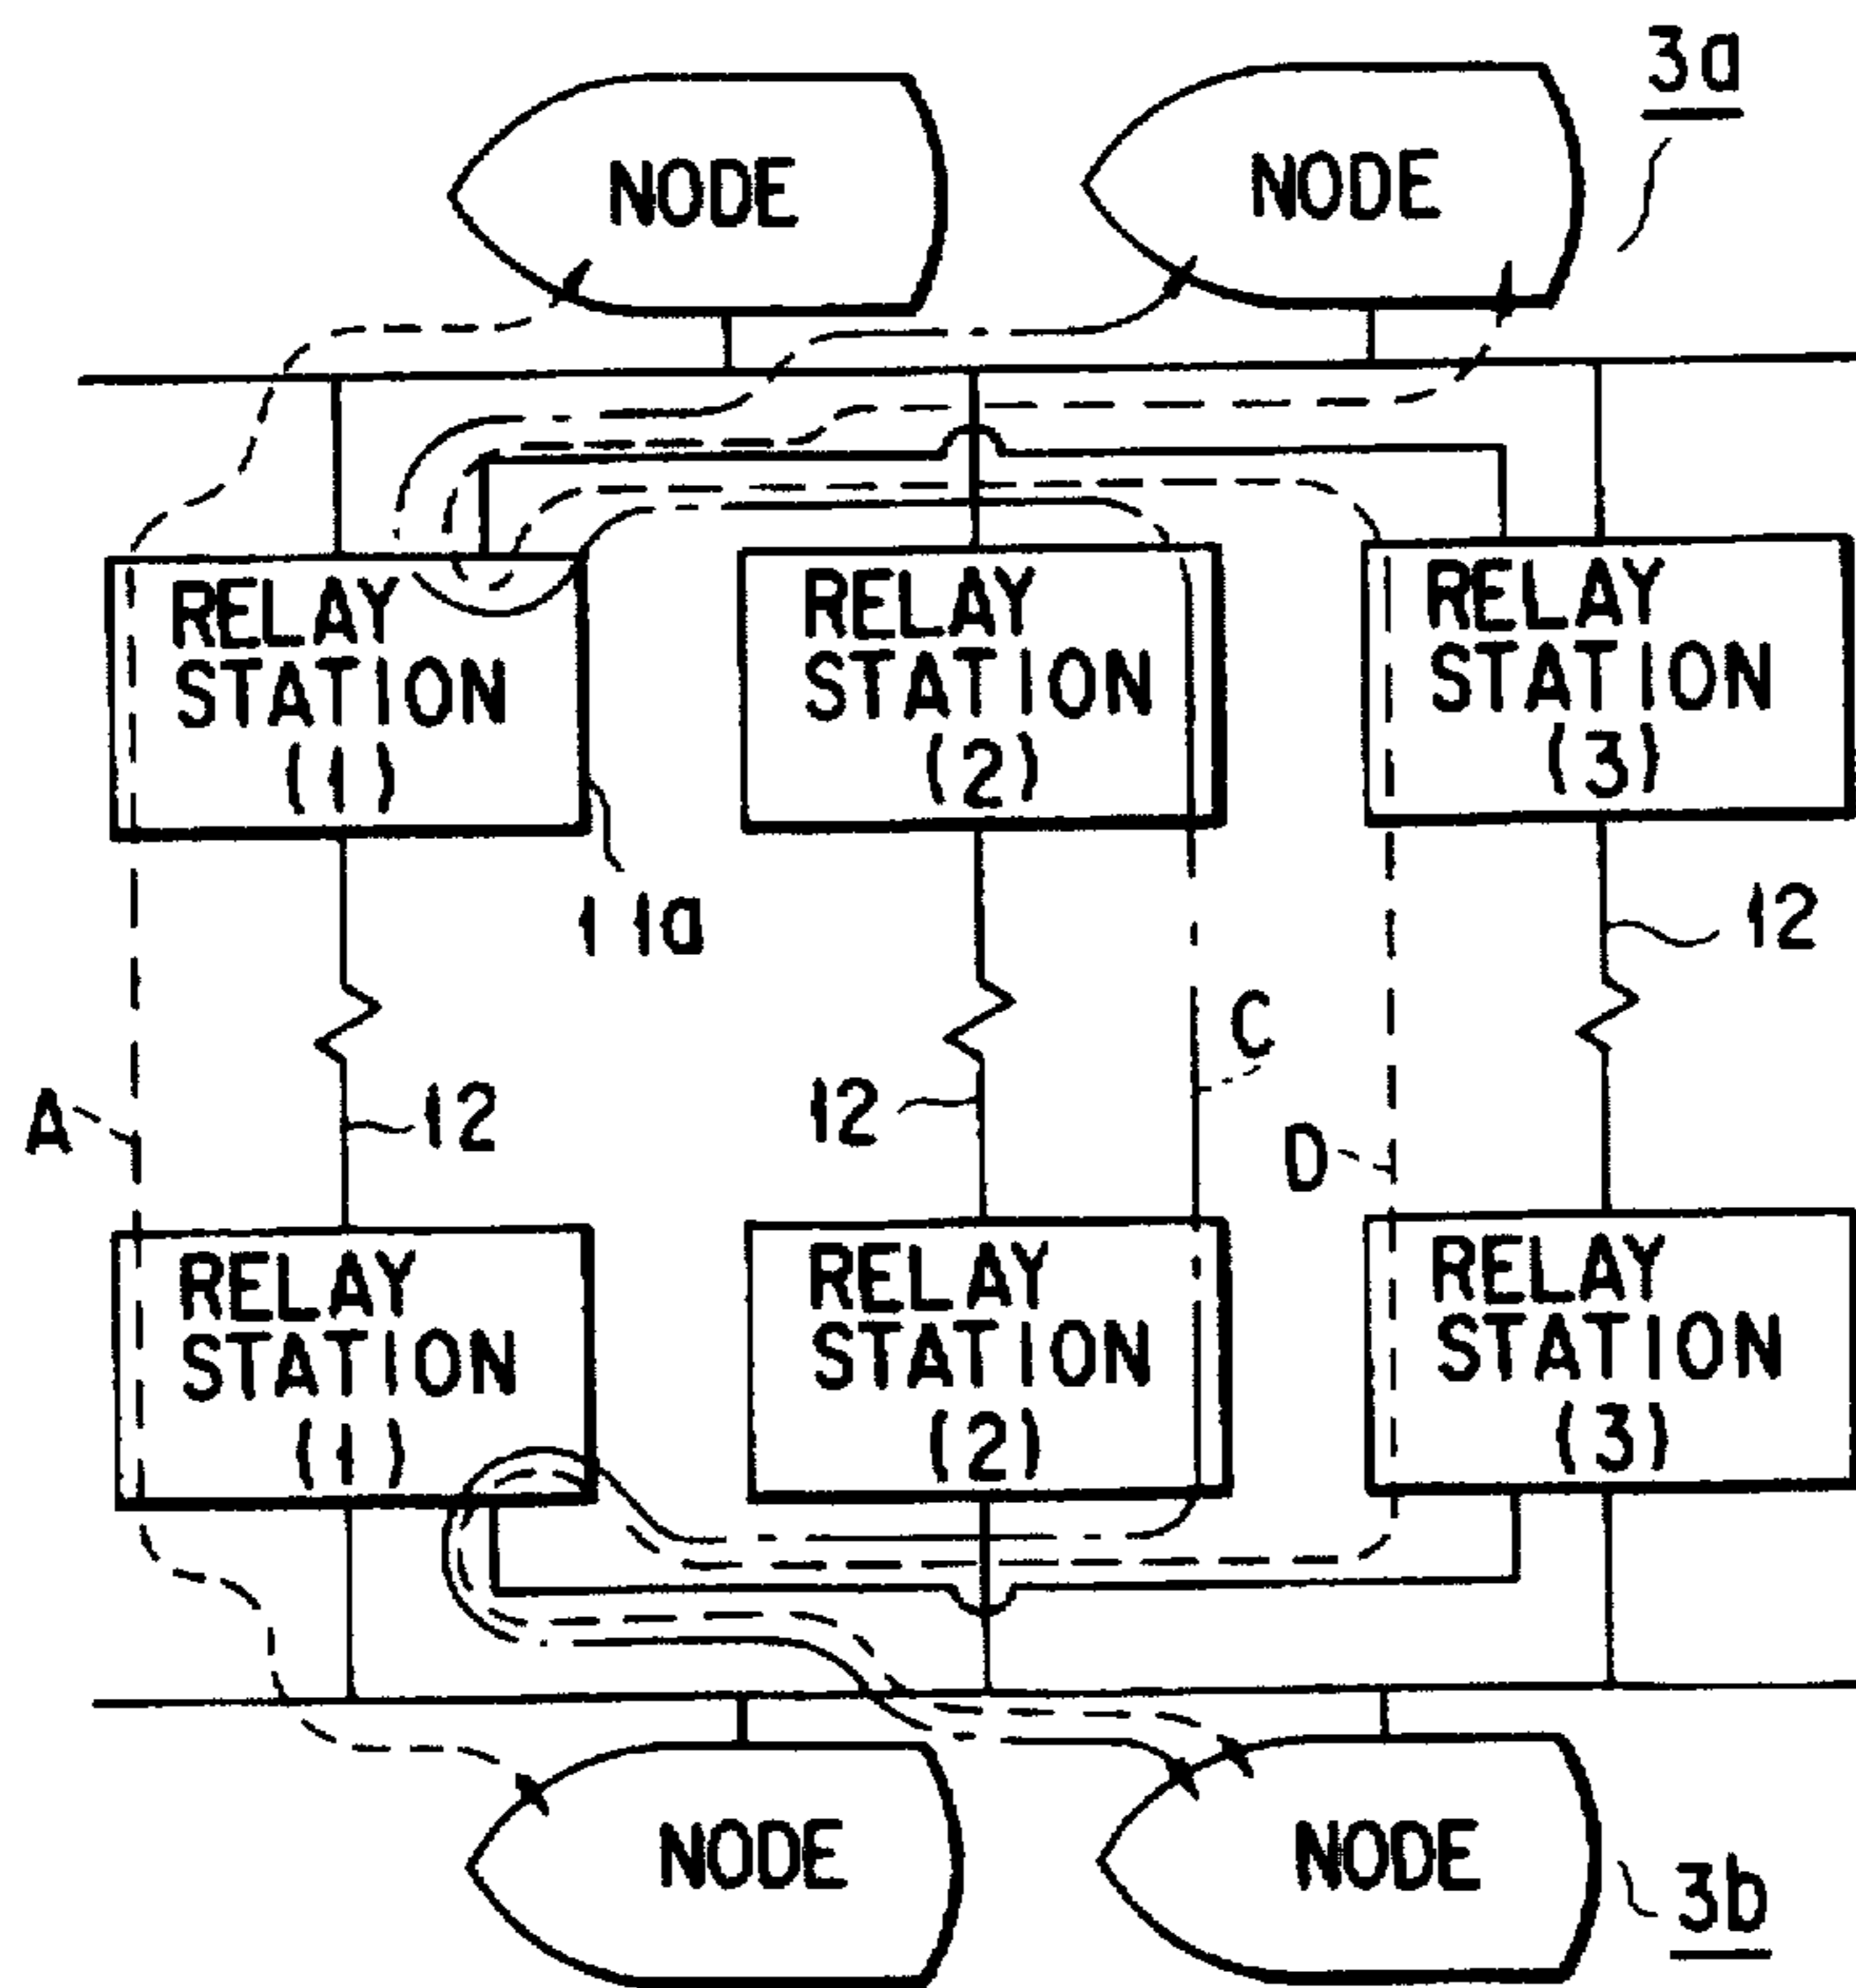 3a
NODE
NODE
RELAY
STATION
(1)
RELAY
STATION
(2)
RELAY
STATION
(3)
11a
12
C
A
12
12
D
RELAY
STATION
(1)
RELAY
STATION
(2)
RELAY
STATION
(3)
NODE
NODE
3b